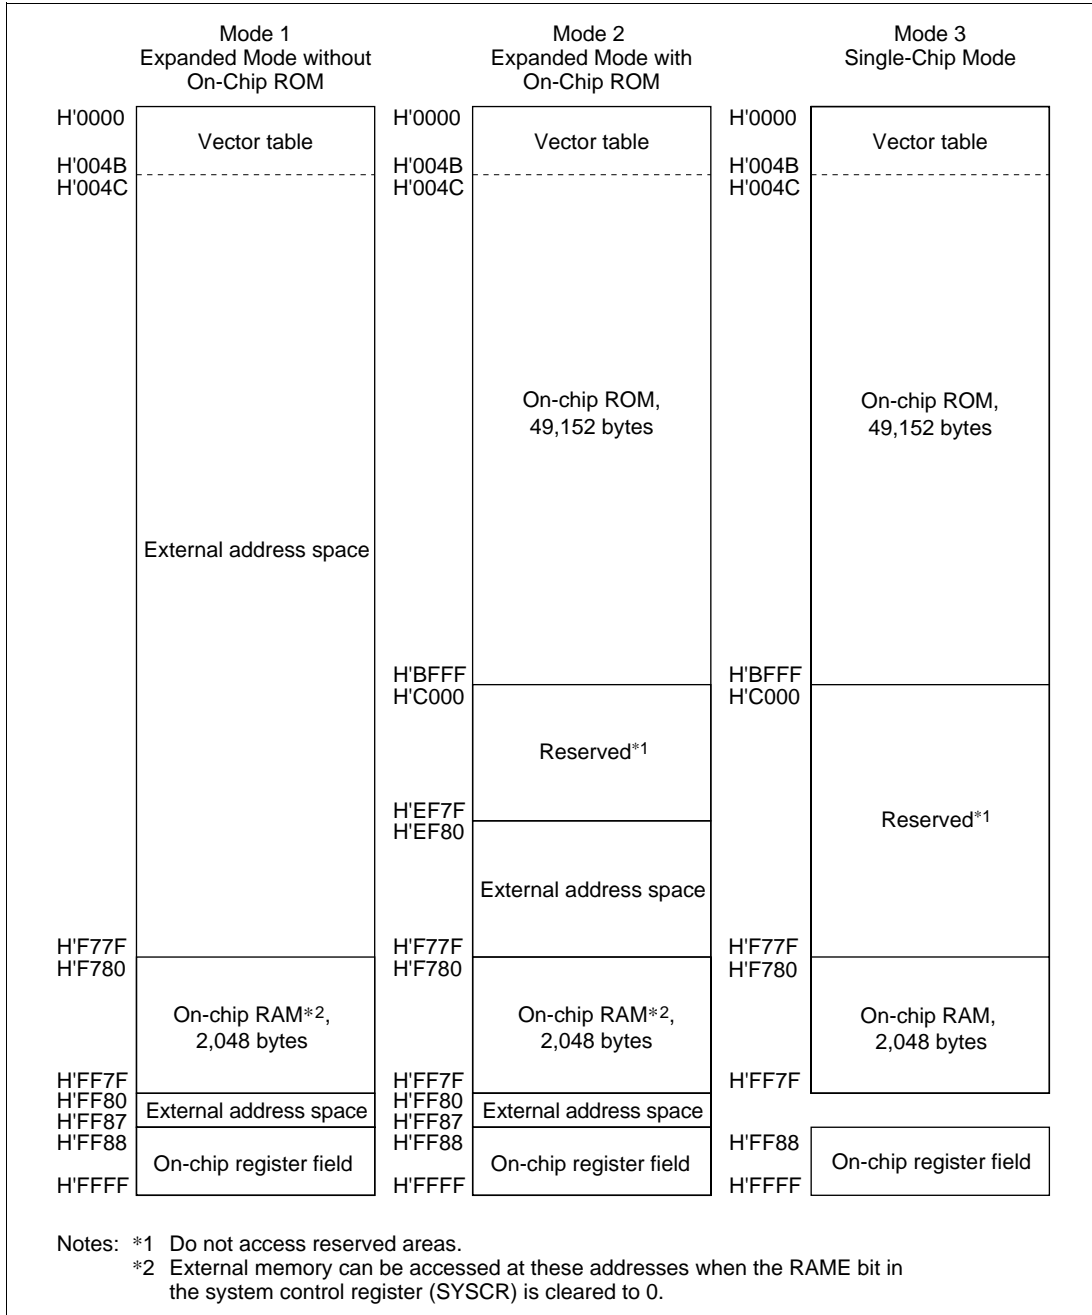 Mode 1
Expanded Mode without
On-Chip ROM
H'0000
Vector table
H'004B
H'004C
External address space
H'F77F
H'F780
On-chip RAM*2,
2,048 bytes
H'FF7F
H'FF80
External address space
H'FF87
H'FF88
On-chip register field
H'FFFF
Mode 2
Expanded Mode with
On-Chip ROM
H'0000
Vector table
H'004B
H'004C
On-chip ROM,
49,152 bytes
H'BFFF
H'C000
Reserved*1
H'EF7F
H'EF80
External address space
H'F77F
H'F780
On-chip RAM*2,
2,048 bytes
H'FF7F
H'FF80
External address space
H'FF87
H'FF88
On-chip register field
H'FFFF
Mode 3
Single-Chip Mode
H'0000
Vector table
H'004B
H'004C
On-chip ROM,
49,152 bytes
H'BFFF
H'C000
Reserved*1
H'F77F
H'F780
On-chip RAM,
2,048 bytes
H'FF7F
H'FF88
On-chip register field
H'FFFF
Notes: *1 Do not access reserved areas.
*2 External memory can be accessed at these addresses when the RAME bit in
the system control register (SYSCR) is cleared to 0.